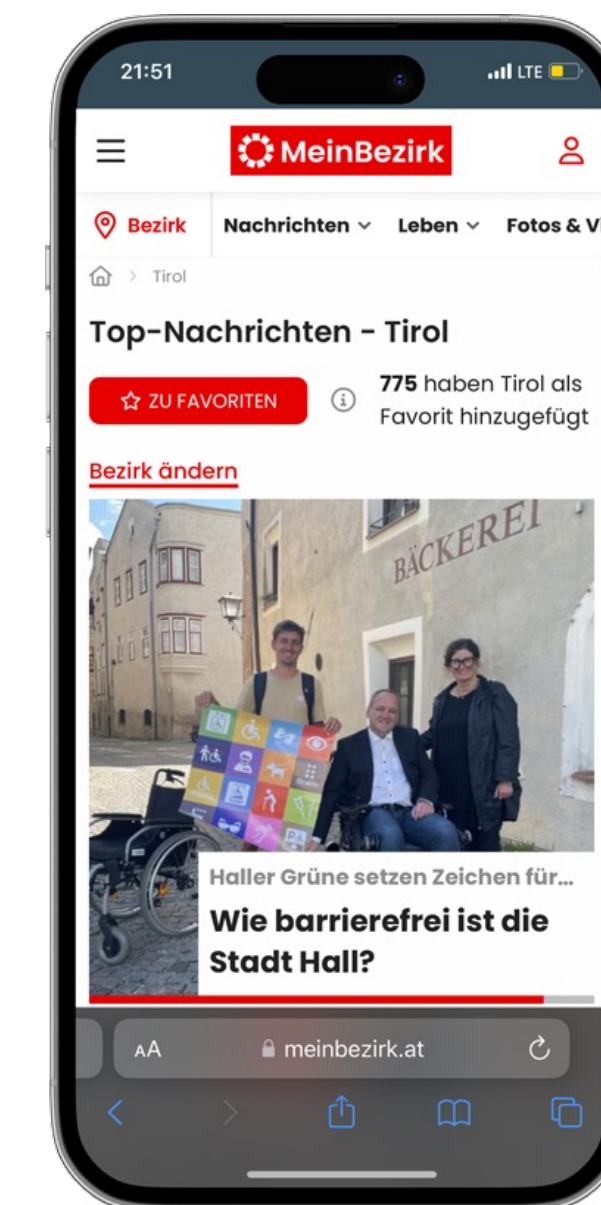 21:51
LTE
MeinBezirk
Bezirk
Nachrichten
Leben
Fotos & Vi
Tirol
Top-Nachrichten - Tirol
ZU FAVORITEN
775 haben Tirol als
Favorit hinzugefügt
Bezirk ändern
BÄCKEREI
Haller Grüne setzen Zeichen für...
Wie barrierefrei ist die
Stadt Hall?
AA
meinbezirk.at